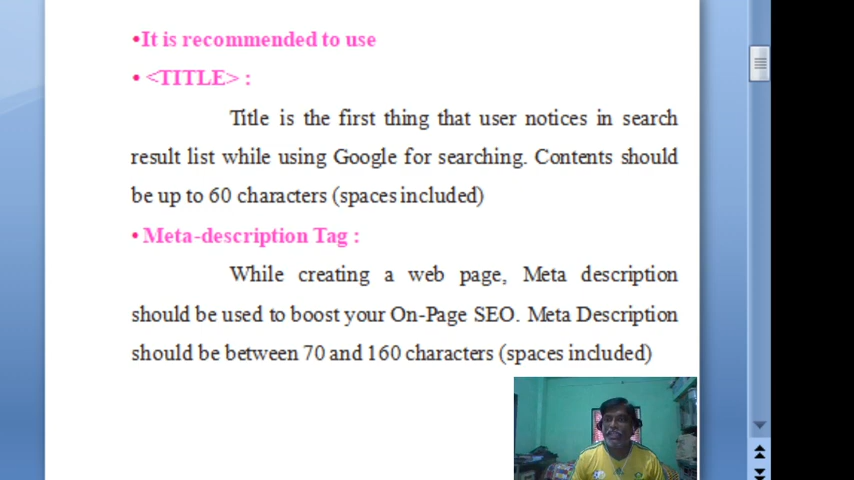 •It is recommended to use
• <TITLE> :
Title is the first thing that user notices in search
result list while using Google for searching. Contents should
be up to 60 characters (spaces included)
• Meta-description Tag :
While creating a web page, Meta description
should be used to boost your On-Page SEO. Meta Description
should be between 70 and 160 characters (spaces included)